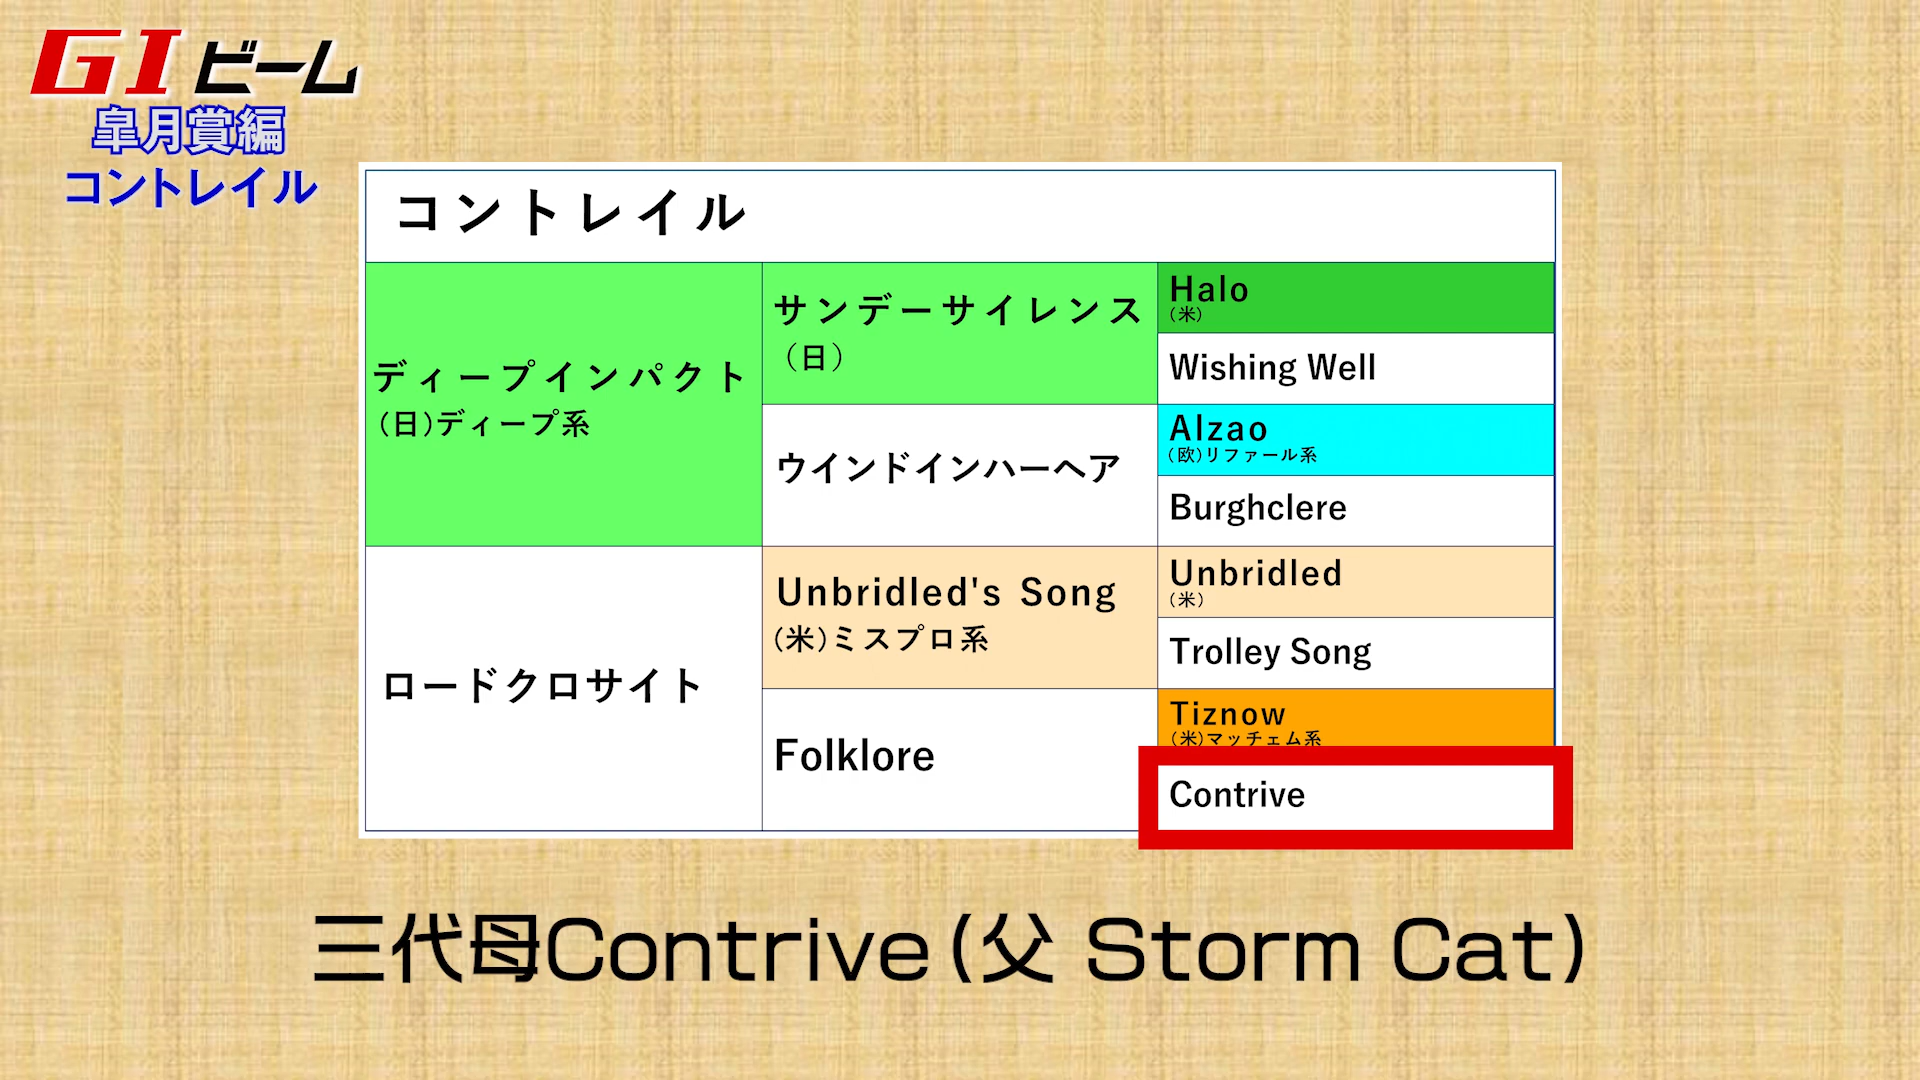 GIビーム
皐月賞編
コントレイル
コントレイル
ディープインパクト
(日)ディープ系
サンデーサイレンス
(日)
Halo
(米)
Wishing Well
ウインドインハーヘア
Alzao
(欧)リファール系
Burghclere
ロードクロサイト
Unbridled's Song
(米)ミスプロ系
Unbridled
(米)
Trolley Song
Folklore
Tiznow
(米)マッチェム系
Contrive
三代母Contrive(父 Storm Cat)